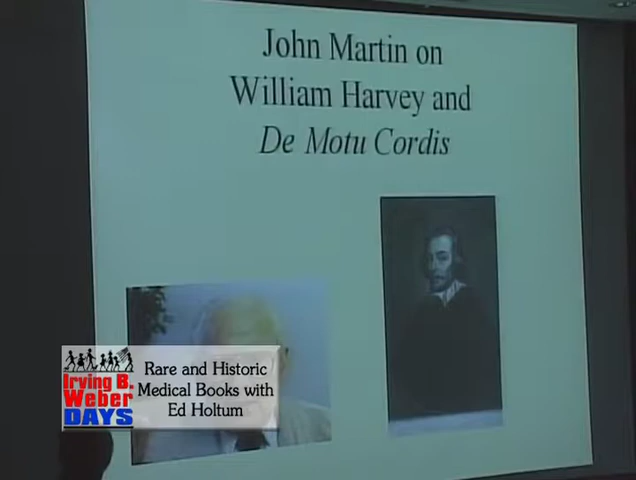 John Martin on
William Harvey and
De Motu Cordis
Irving B.
Weber
DAYS
Rare and Historic
Medical Books with
Ed Holtum